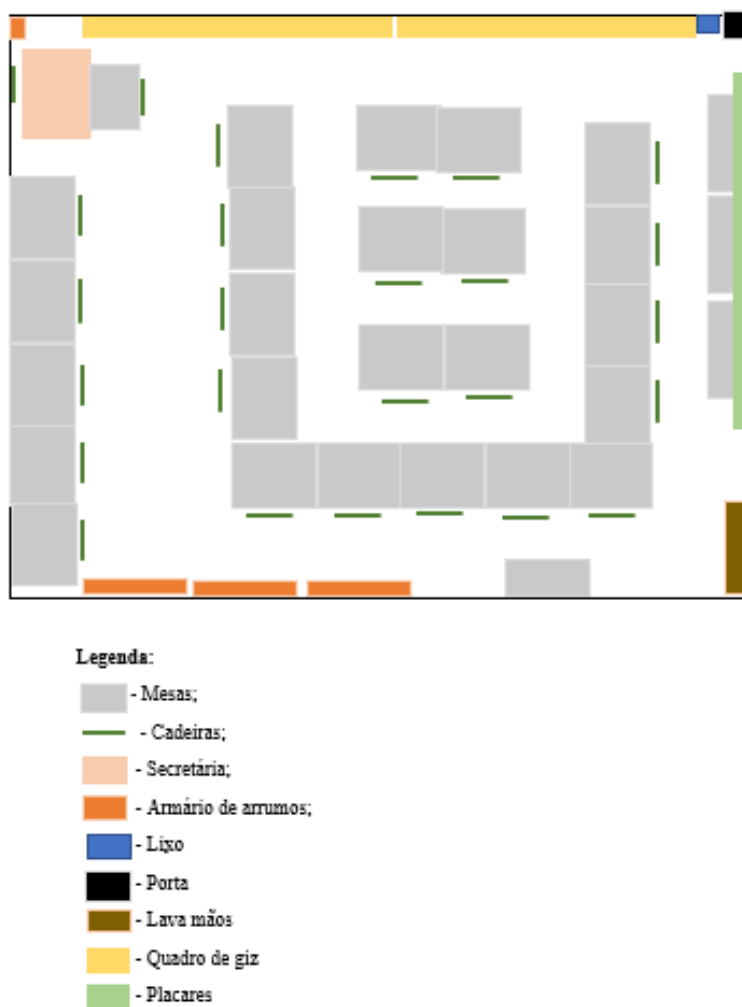 Legenda:
- Mesas;
- Cadeiras;
- Secretária;
- Armário de arrumos;
- Lixo
- Porta
- Lava mãos
- Quadro de giz
- Placares